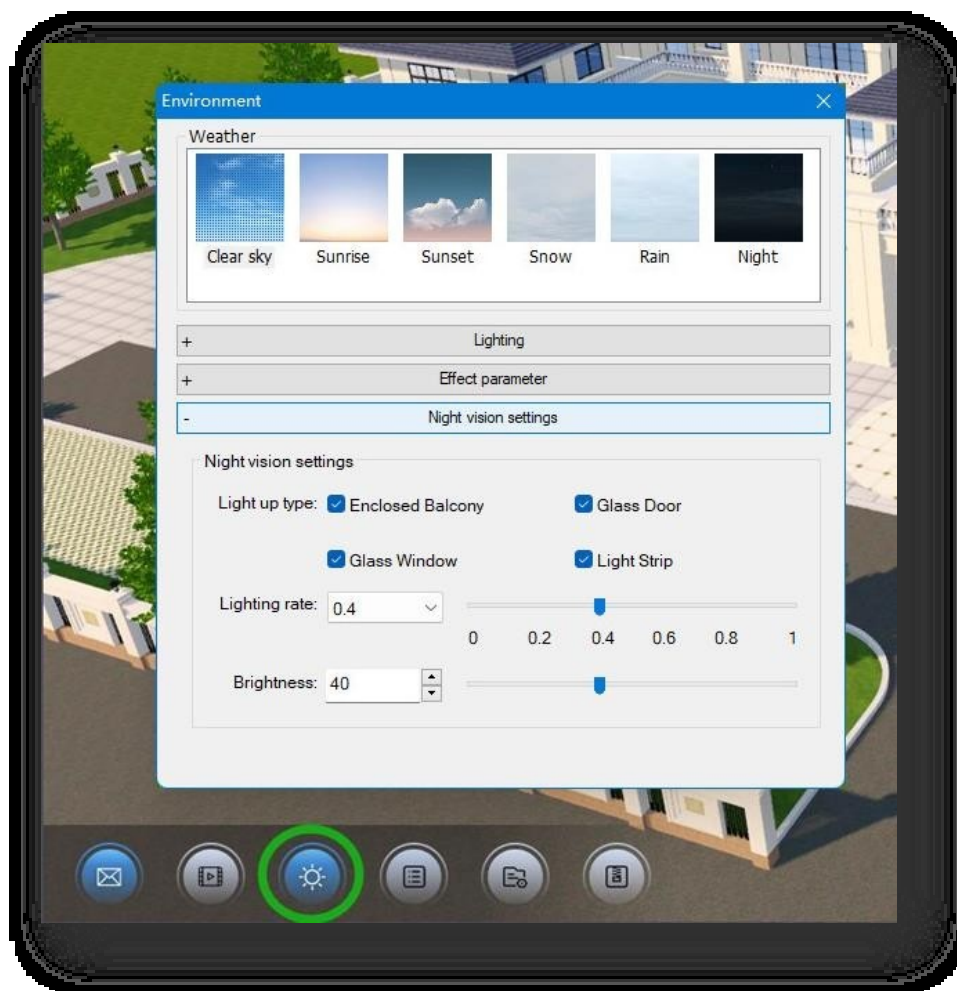 Environment
Weather
Clear sky Sunrise Sunset Snow Rain Night
+ Lighting
+ Effect parameter
- Night vision settings
Night vision settings
Light up type: Enclosed Balcony Glass Door
Glass Window Light Strip
Lighting rate: 0.4
0 0.2 0.4 0.6 0.8 1
Brightness: 40